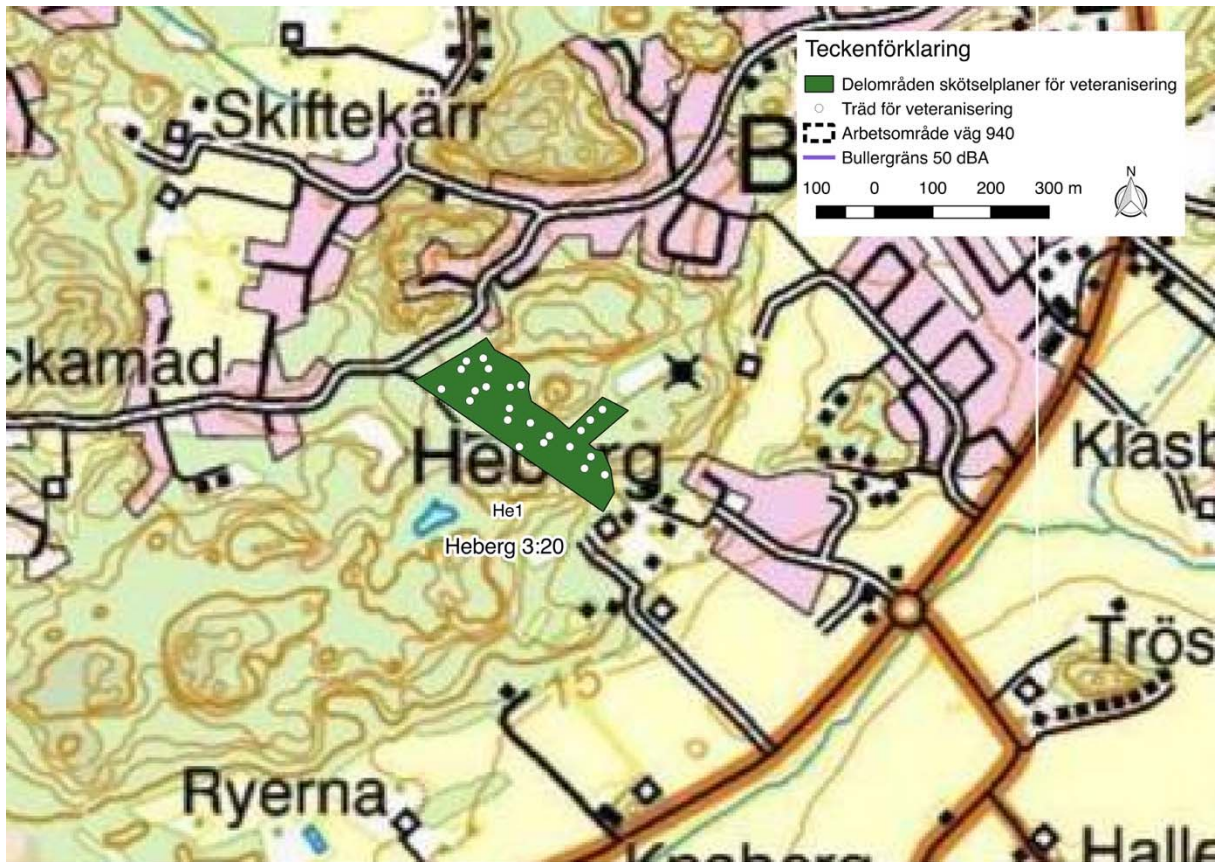 Teckenförklaring
Delområden skötselplaner för veteranisering
Träd för veteranisering
Arbetsområde väg 940
Bullergräns 50 dBA
100 0 100 200 300 m
N
Skiftekärr
B
ckamad
Heberg
Klasb
He1
Heberg 3:20
Trös
15
Ryerna
Halle